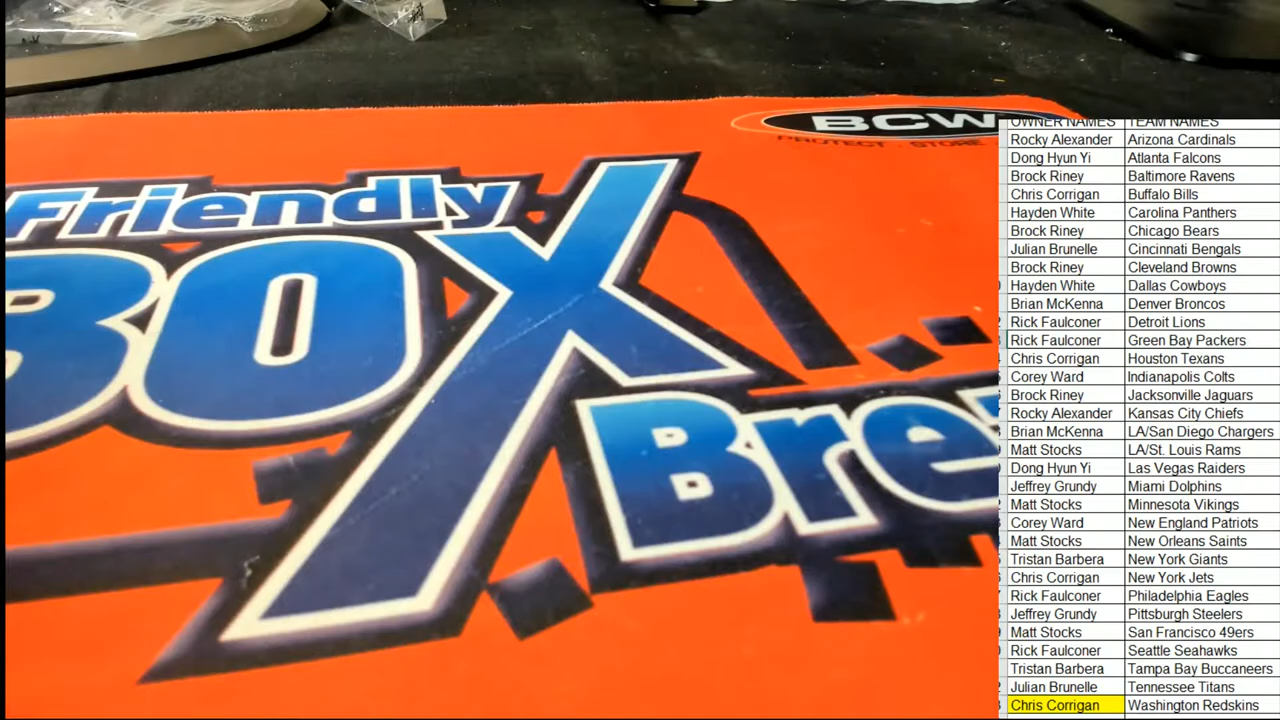 BCW
PROTECT · STORE
Friendly
BOX
Bre
OWNER NAMES TEAM NAMES
Rocky Alexander Arizona Cardinals
Dong Hyun Yi Atlanta Falcons
Brock Riney Baltimore Ravens
Chris Corrigan Buffalo Bills
Hayden White Carolina Panthers
Brock Riney Chicago Bears
Julian Brunelle Cincinnati Bengals
Brock Riney Cleveland Browns
Hayden White Dallas Cowboys
Brian McKenna Denver Broncos
Rick Faulconer Detroit Lions
Rick Faulconer Green Bay Packers
Chris Corrigan Houston Texans
Corey Ward Indianapolis Colts
Brock Riney Jacksonville Jaguars
Rocky Alexander Kansas City Chiefs
Brian McKenna LA/San Diego Chargers
Matt Stocks LA/St. Louis Rams
Dong Hyun Yi Las Vegas Raiders
Jeffrey Grundy Miami Dolphins
Matt Stocks Minnesota Vikings
Corey Ward New England Patriots
Matt Stocks New Orleans Saints
Tristan Barbera New York Giants
Chris Corrigan New York Jets
Rick Faulconer Philadelphia Eagles
Jeffrey Grundy Pittsburgh Steelers
Matt Stocks San Francisco 49ers
Rick Faulconer Seattle Seahawks
Tristan Barbera Tampa Bay Buccaneers
Julian Brunelle Tennessee Titans
Chris Corrigan Washington Redskins